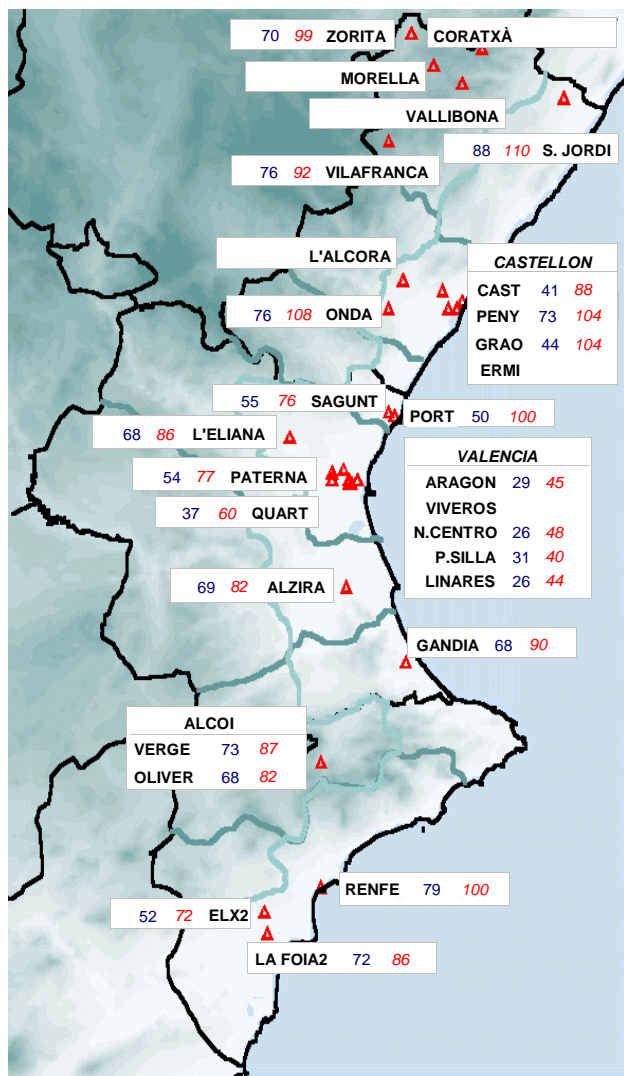 70 99 ZORITA
CORATXÀ
MORELLA
VALLIBONA
88 110 S. JORDI
76 92 VILAFRANCA
L'ALCORA
CASTELLON
CAST 41 88
PENY 73 104
GRAO 44 104
ERMI
76 108 ONDA
55 76 SAGUNT
PORT 50 100
68 86 L'ELIANA
VALENCIA
ARAGON 29 45
VIVEROS
N.CENTRO 26 48
P.SILLA 31 40
LINARES 26 44
54 77 PATERNA
37 60 QUART
69 82 ALZIRA
GANDIA 68 90
ALCOI
VERGE 73 87
OLIVER 68 82
RENFE 79 100
52 72 ELX2
LA FOIA2 72 86